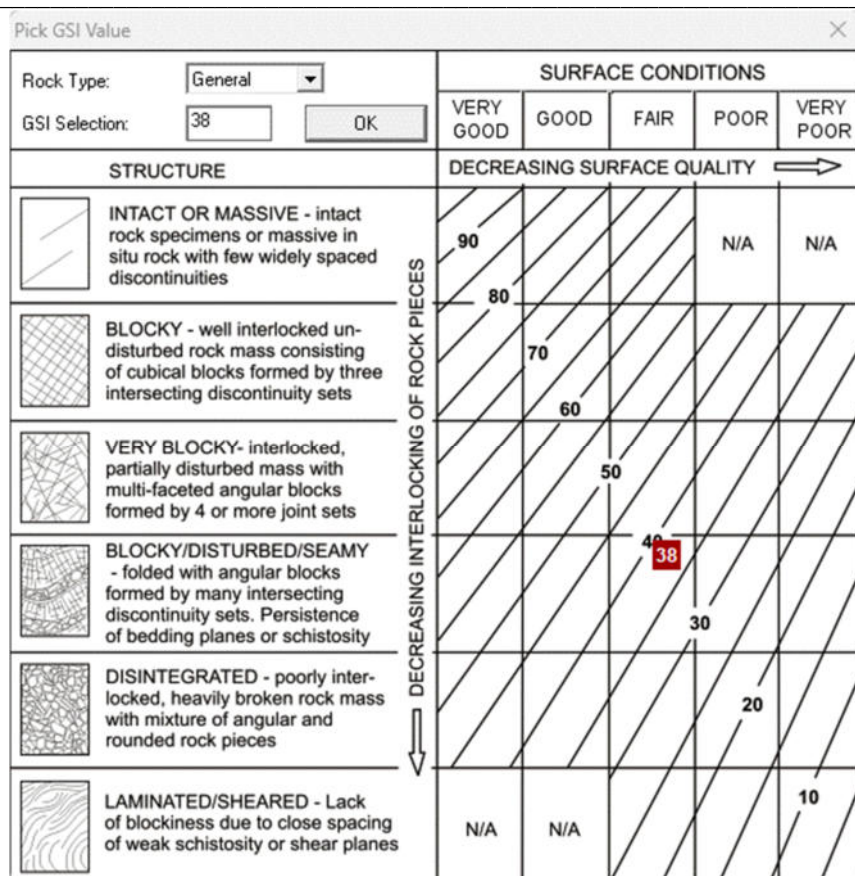 Pick GSI Value
Rock Type:
General
GSI Selection:
38
OK
SURFACE CONDITIONS
VERY GOOD
GOOD
FAIR
POOR
VERY POOR
STRUCTURE
DECREASING SURFACE QUALITY
DECREASING INTERLOCKING OF ROCK PIECES
INTACT OR MASSIVE - intact
rock specimens or massive in
situ rock with few widely spaced
discontinuities
BLOCKY - well interlocked un-
disturbed rock mass consisting
of cubical blocks formed by three
intersecting discontinuity sets
VERY BLOCKY- interlocked,
partially disturbed mass with
multi-faceted angular blocks
formed by 4 or more joint sets
BLOCKY/DISTURBED/SEAMY
- folded with angular blocks
formed by many intersecting
discontinuity sets. Persistence
of bedding planes or schistosity
DISINTEGRATED - poorly inter-
locked, heavily broken rock mass
with mixture of angular and
rounded rock pieces
LAMINATED/SHEARED - Lack
of blockiness due to close spacing
of weak schistosity or shear planes
90
80
70
60
50
40
38
30
20
10
N/A
N/A
N/A
N/A